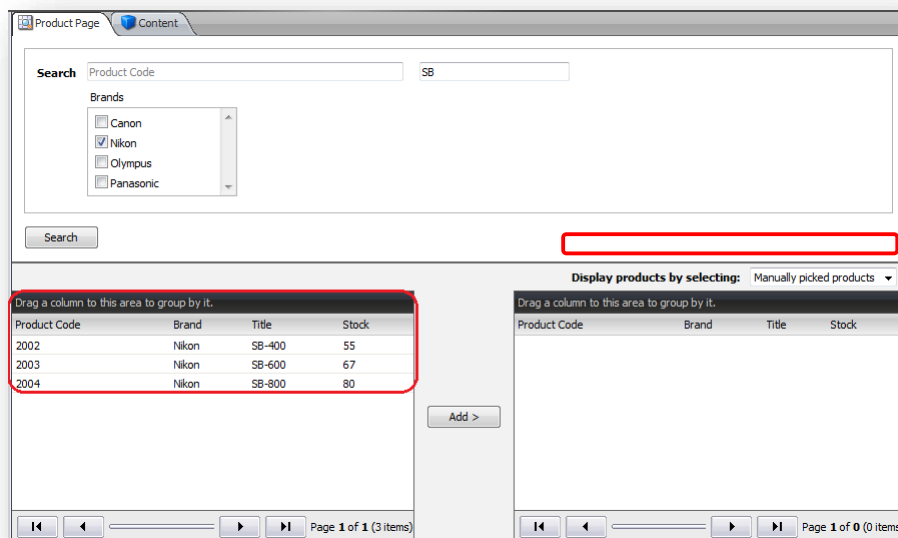 Product Page Content
Search Product Code SB
Brands
Canon
Nikon
Olympus
Panasonic
Search
Display products by selecting: Manually picked products
Drag a column to this area to group by it.
Product Code Brand Title Stock
2002 Nikon SB-400 55
2003 Nikon SB-600 67
2004 Nikon SB-800 80
Add >
Page 1 of 1 (3 items)
Drag a column to this area to group by it.
Product Code Brand Title Stock
Page 1 of 0 (0 items